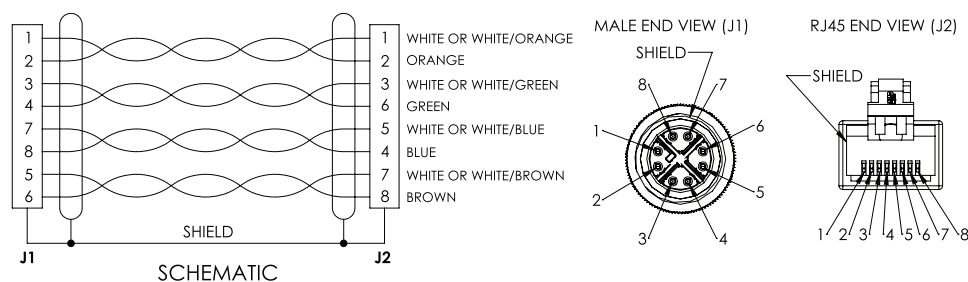 1 1 WHITE OR WHITE/ORANGE
2 2 ORANGE
3 3 WHITE OR WHITE/GREEN
4 6 GREEN
7 5 WHITE OR WHITE/BLUE
8 4 BLUE
5 7 WHITE OR WHITE/BROWN
6 8 BROWN
SHIELD
J1 J2
SCHEMATIC
MALE END VIEW (J1)
SHIELD
8 7
1 6
2 5
3 4
RJ45 END VIEW (J2)
SHIELD
1 2 3 4 5 6 7 8